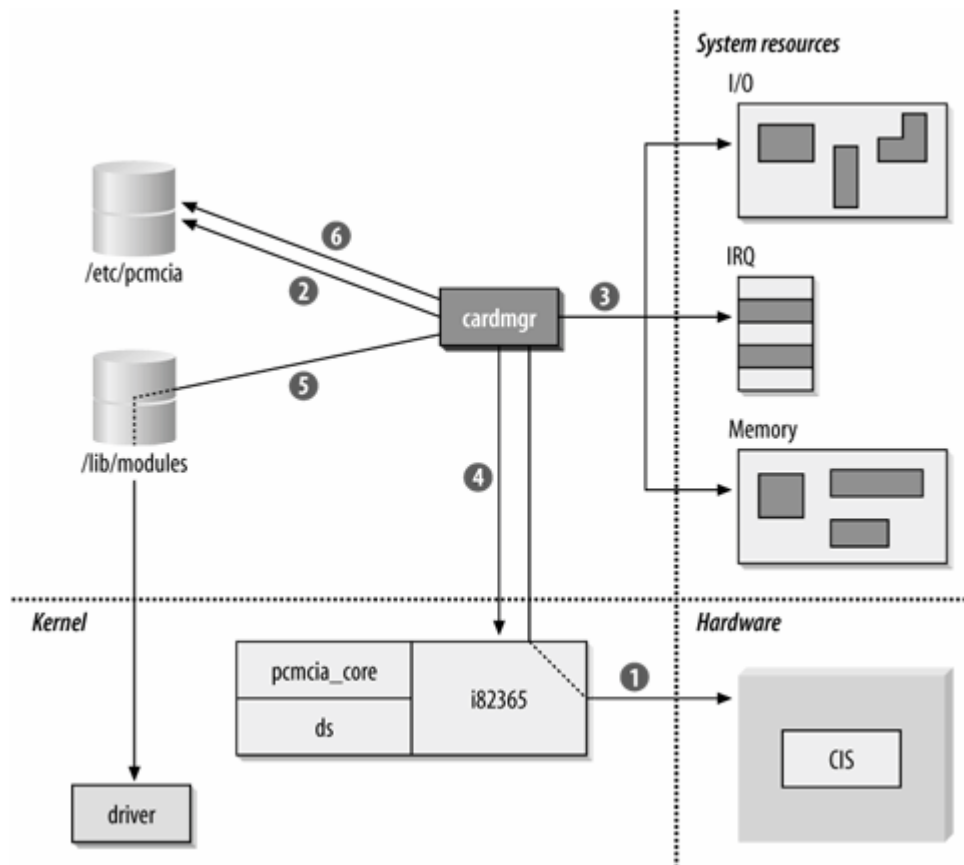 System resources
I/O
6
/etc/pcmcia
2
IRQ
cardmgr
3
5
/lib/modules
Memory
4
Kernel
Hardware
pcmcia_core
i82365
1
ds
CIS
driver